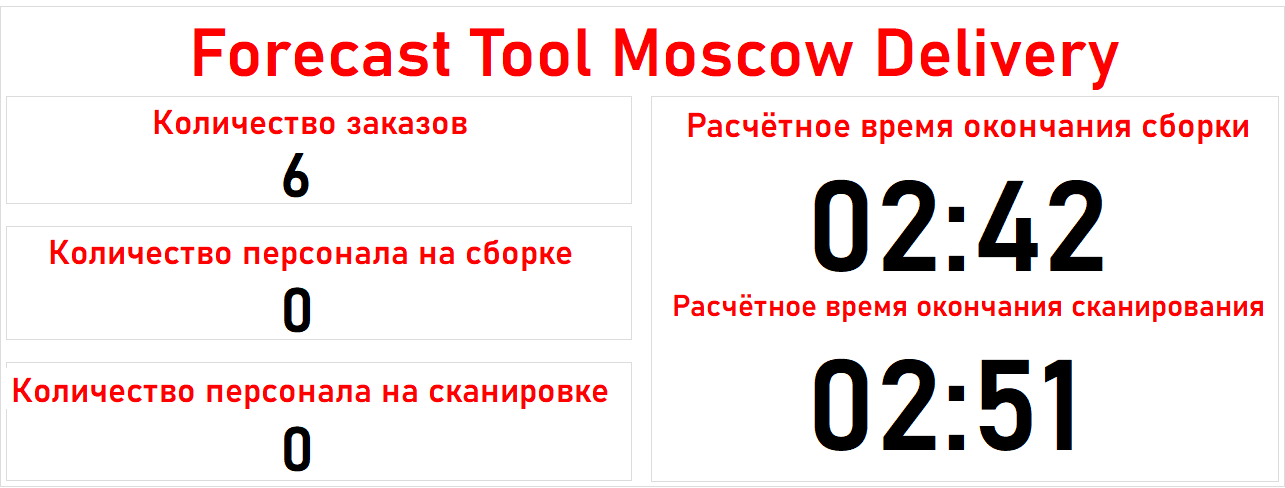 Forecast Tool Moscow Delivery
Количество заказов
6
Количество персонала на сборке
0
Количество персонала на сканировке
0
Расчётное время окончания сборки
02:42
Расчётное время окончания сканирования
02:51